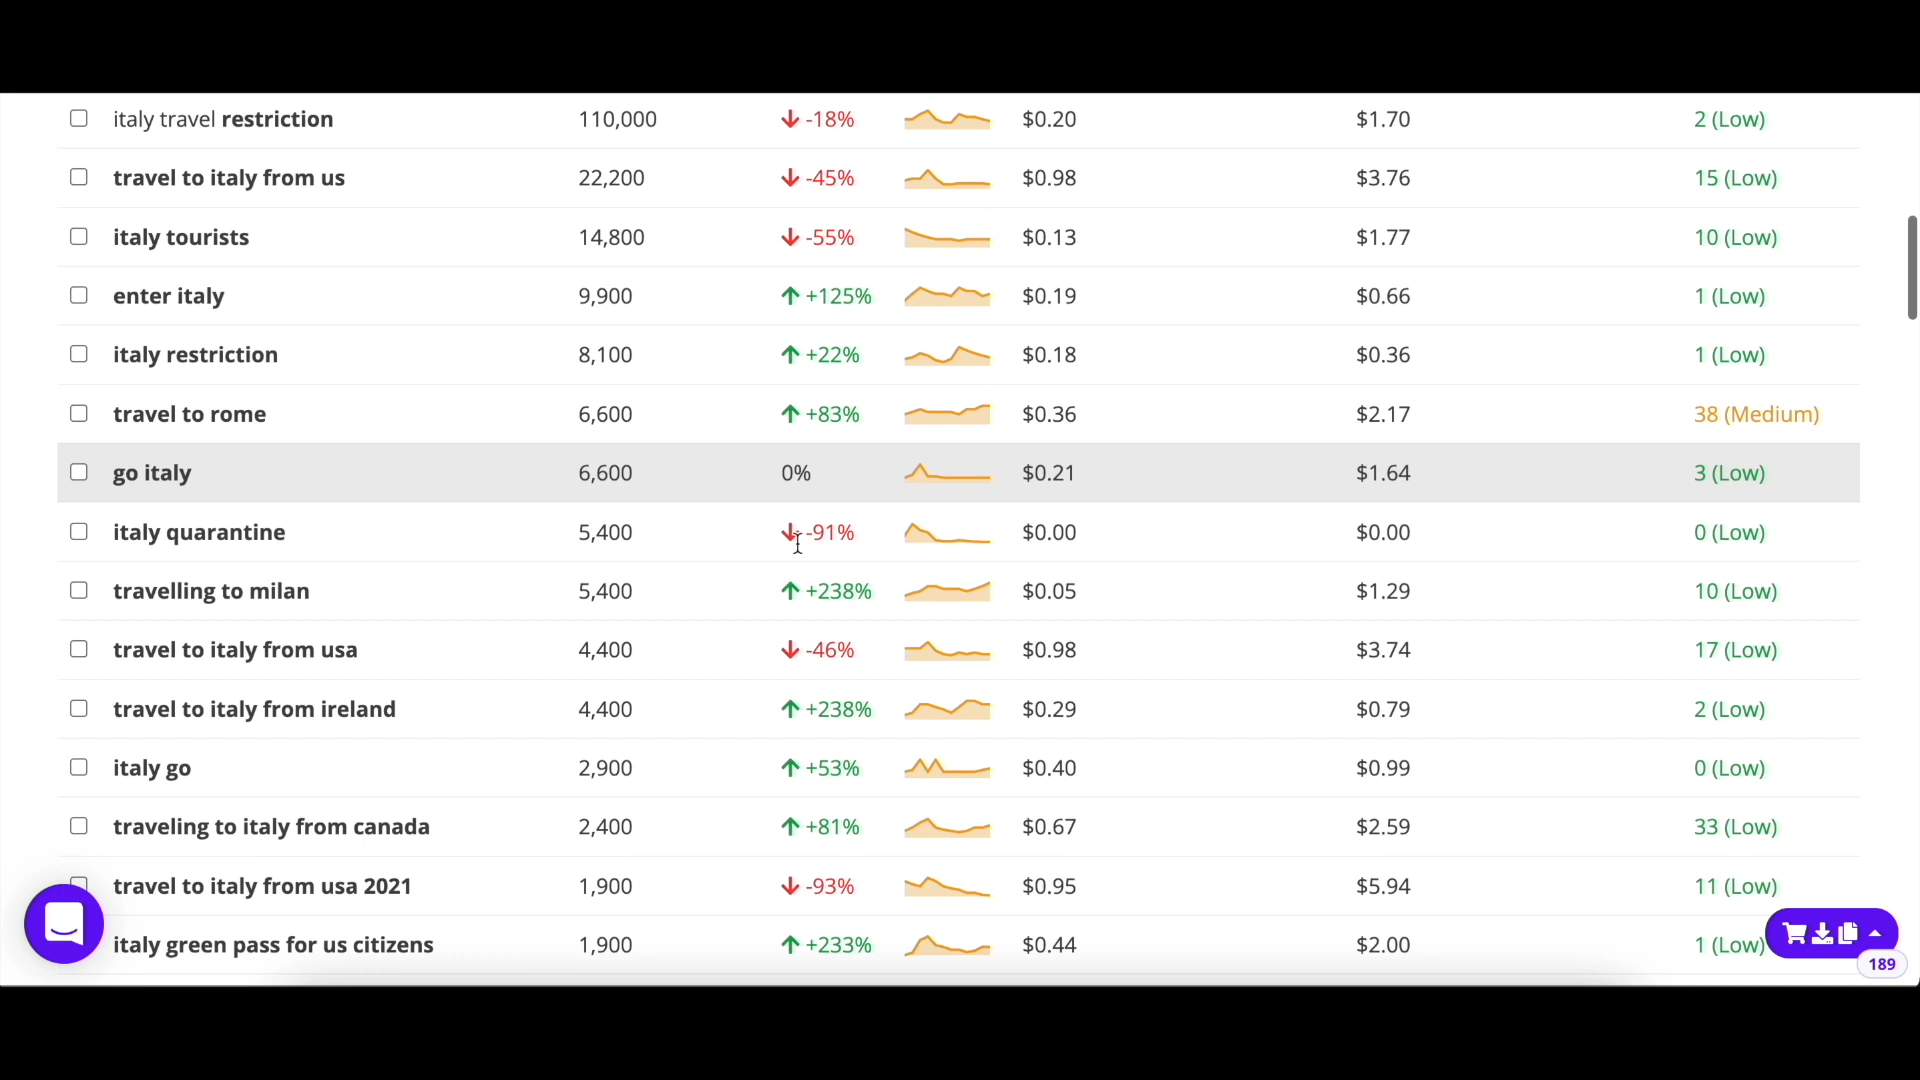 italy travel restriction 110,000 -18% $0.20 $1.70 2 (Low)
travel to italy from us 22,200 -45% $0.98 $3.76 15 (Low)
italy tourists 14,800 -55% $0.13 $1.77 10 (Low)
enter italy 9,900 +125% $0.19 $0.66 1 (Low)
italy restriction 8,100 +22% $0.18 $0.36 1 (Low)
travel to rome 6,600 +83% $0.36 $2.17 38 (Medium)
go italy 6,600 0% $0.21 $1.64 3 (Low)
italy quarantine 5,400 -91% $0.00 $0.00 0 (Low)
travelling to milan 5,400 +238% $0.05 $1.29 10 (Low)
travel to italy from usa 4,400 -46% $0.98 $3.74 17 (Low)
travel to italy from ireland 4,400 +238% $0.29 $0.79 2 (Low)
italy go 2,900 +53% $0.40 $0.99 0 (Low)
traveling to italy from canada 2,400 +81% $0.67 $2.59 33 (Low)
travel to italy from usa 2021 1,900 -93% $0.95 $5.94 11 (Low)
italy green pass for us citizens 1,900 +233% $0.44 $2.00 1 (Low)
189